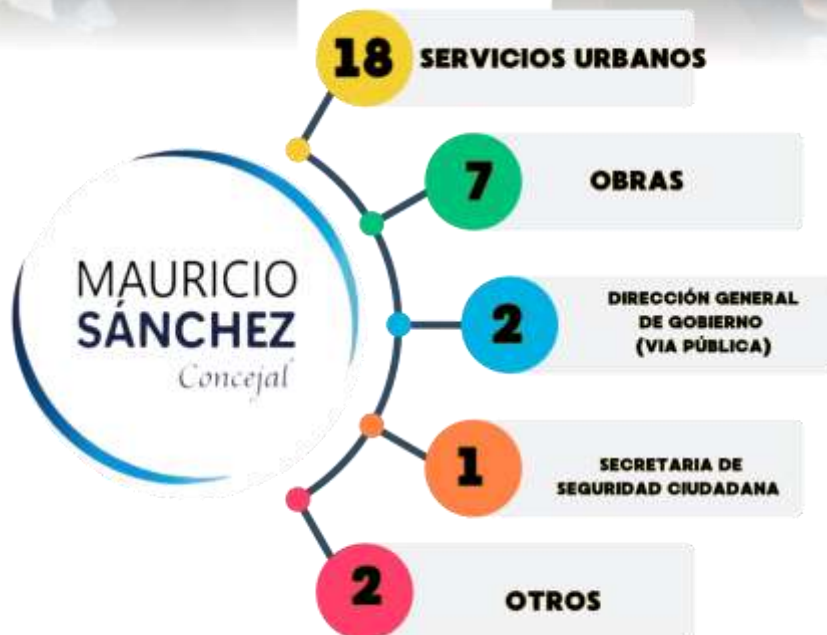 18 SERVICIOS URBANOS
7 OBRAS
MAURICIO
SÁNCHEZ
Concejal
2 DIRECCIÓN GENERAL
DE GOBIERNO
(VIA PÚBLICA)
1 SECRETARIA DE
SEGURIDAD CIUDADANA
2 OTROS